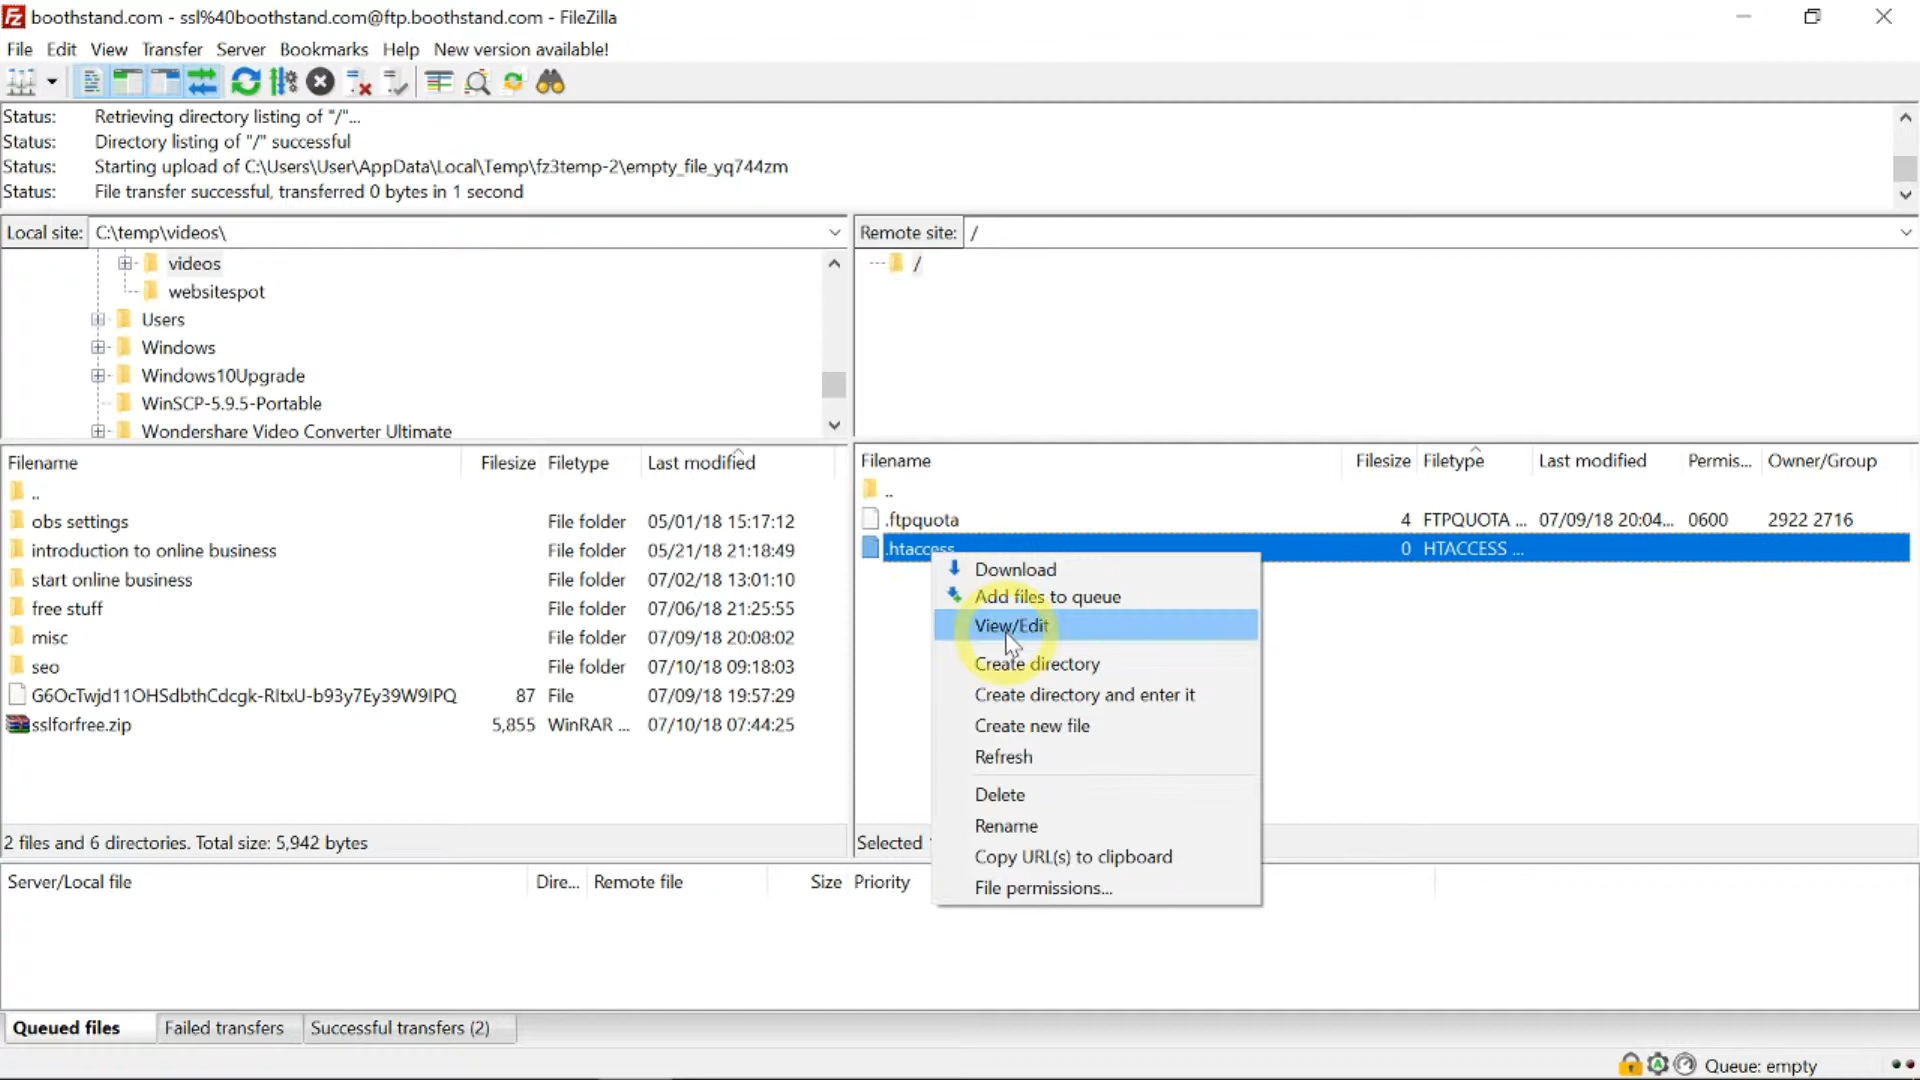 boothstand.com - ssl%40boothstand.com@ftp.boothstand.com - FileZilla
File Edit View Transfer Server Bookmarks Help New version available!
Status: Retrieving directory listing of "/"...
Status: Directory listing of "/" successful
Status: Starting upload of C:\Users\User\AppData\Local\Temp\fz3temp-2\empty_file_yq744zm
Status: File transfer successful, transferred 0 bytes in 1 second
Local site: C:\temp\videos\
Remote site: /
videos
/
websitespot
Users
Windows
Windows10Upgrade
WinSCP-5.9.5-Portable
Wondershare Video Converter Ultimate
Filename Filesize Filetype Last modified
..
obs settings File folder 05/01/18 15:17:12
introduction to online business File folder 05/21/18 21:18:49
start online business File folder 07/02/18 13:01:10
free stuff File folder 07/06/18 21:25:55
misc File folder 07/09/18 20:08:02
seo File folder 07/10/18 09:18:03
G6OcTwjd11OHSdbthCdcgk-RItxU-b93y7Ey39W9IPQ 87 File 07/09/18 19:57:29
sslforfree.zip 5,855 WinRAR ... 07/10/18 07:44:25
2 files and 6 directories. Total size: 5,942 bytes
Filename Filesize Filetype Last modified Permis... Owner/Group
..
.ftpquota 4 FTPQUOTA ... 07/09/18 20:04... 0600 2922 2716
.htaccess 0 HTACCESS ...
Download
Add files to queue
View/Edit
Create directory
Create directory and enter it
Create new file
Refresh
Delete
Rename
Copy URL(s) to clipboard
File permissions...
Selected
Server/Local file Dire... Remote file Size Priority
Queued files Failed transfers Successful transfers (2)
Queue: empty